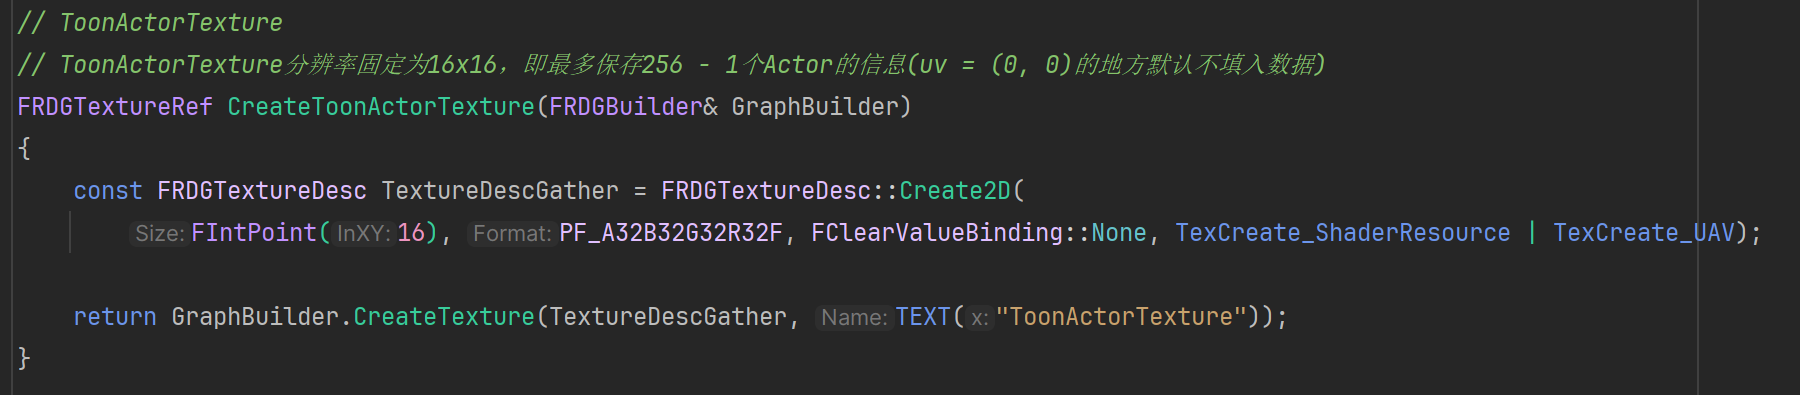 // ToonActorTexture
// ToonActorTexture分辨率固定为16x16，即最多保存256 - 1个Actor的信息(uv = (0, 0)的地方默认不填入数据)
FRDGTextureRef CreateToonActorTexture(FRDGBuilder& GraphBuilder)
{
    const FRDGTextureDesc TextureDescGather = FRDGTextureDesc::Create2D(
        Size: FIntPoint( InXY: 16), Format: PF_A32B32G32R32F, FClearValueBinding::None, TexCreate_ShaderResource | TexCreate_UAV);
    return GraphBuilder.CreateTexture(TextureDescGather, Name: TEXT( x: "ToonActorTexture"));
}